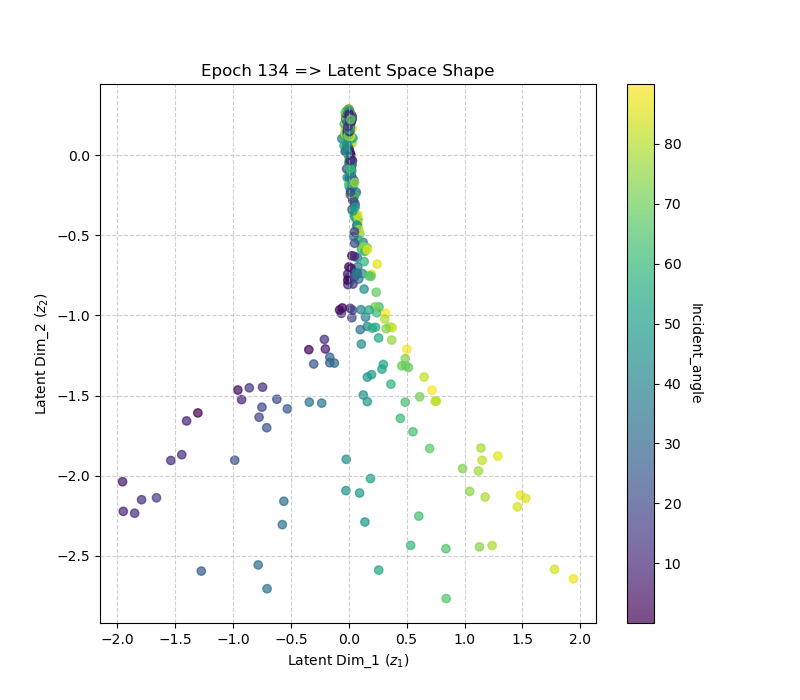 Epoch 134 => Latent Space Shape
0.0
−0.5
−1.0
−1.5
−2.0
−2.5
Latent Dim_2 (z₂)
−2.0 −1.5 −1.0 −0.5 0.0 0.5 1.0 1.5 2.0
Latent Dim_1 (z₁)
80
70
60
50
40
30
20
10
Incident_angle